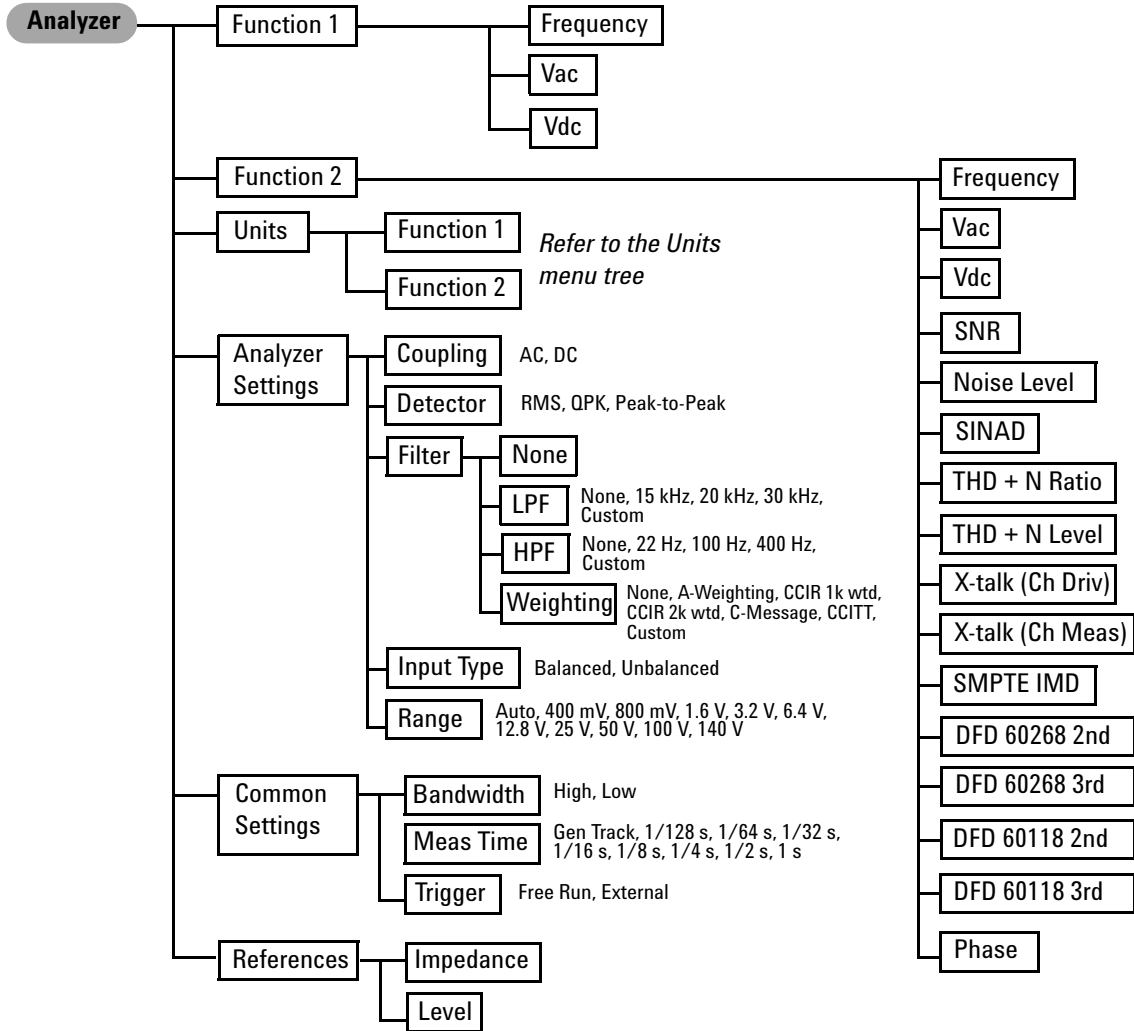 Analyzer
Function 1
Frequency
Vac
Vdc
Function 2
Frequency
Vac
Vdc
SNR
Noise Level
SINAD
THD + N Ratio
THD + N Level
X-talk (Ch Driv)
X-talk (Ch Meas)
SMPTE IMD
DFD 60268 2nd
DFD 60268 3rd
DFD 60118 2nd
DFD 60118 3rd
Phase
Units
Function 1
Function 2
Refer to the Units
menu tree
Analyzer
Settings
Coupling
AC, DC
Detector
RMS, QPK, Peak-to-Peak
Filter
None
LPF
None, 15 kHz, 20 kHz, 30 kHz,
Custom
HPF
None, 22 Hz, 100 Hz, 400 Hz,
Custom
Weighting
None, A-Weighting, CCIR 1k wtd,
CCIR 2k wtd, C-Message, CCITT,
Custom
Input Type
Balanced, Unbalanced
Range
Auto, 400 mV, 800 mV, 1.6 V, 3.2 V, 6.4 V,
12.8 V, 25 V, 50 V, 100 V, 140 V
Common
Settings
Bandwidth
High, Low
Meas Time
Gen Track, 1/128 s, 1/64 s, 1/32 s,
1/16 s, 1/8 s, 1/4 s, 1/2 s, 1 s
Trigger
Free Run, External
References
Impedance
Level